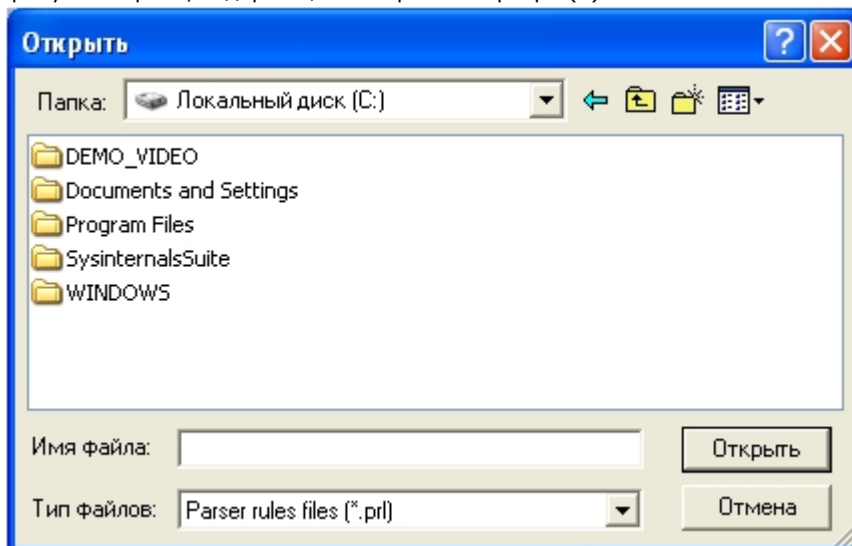 Открыть
Папка: Локальный диск (C:)
DEMO_VIDEO
Documents and Settings
Program Files
SysinternalsSuite
WINDOWS
Имя файла:
Открыть
Тип файлов: Parser rules files (*.prl)
Отмена